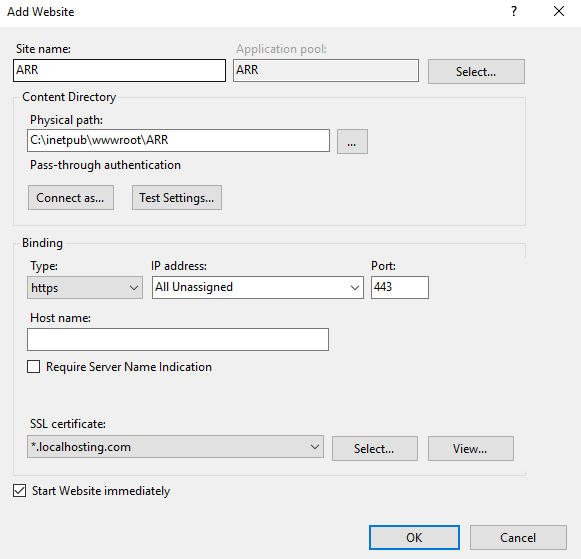 Add Website
?
Site name:
Application pool:
ARR
ARR
Select...
Content Directory
Physical path:
C:\inetpub\wwwroot\ARR
...
Pass-through authentication
Connect as...
Test Settings...
Binding
Type:
IP address:
Port:
https
All Unassigned
443
Host name:
Require Server Name Indication
SSL certificate:
*.localhosting.com
Select...
View...
Start Website immediately
OK
Cancel